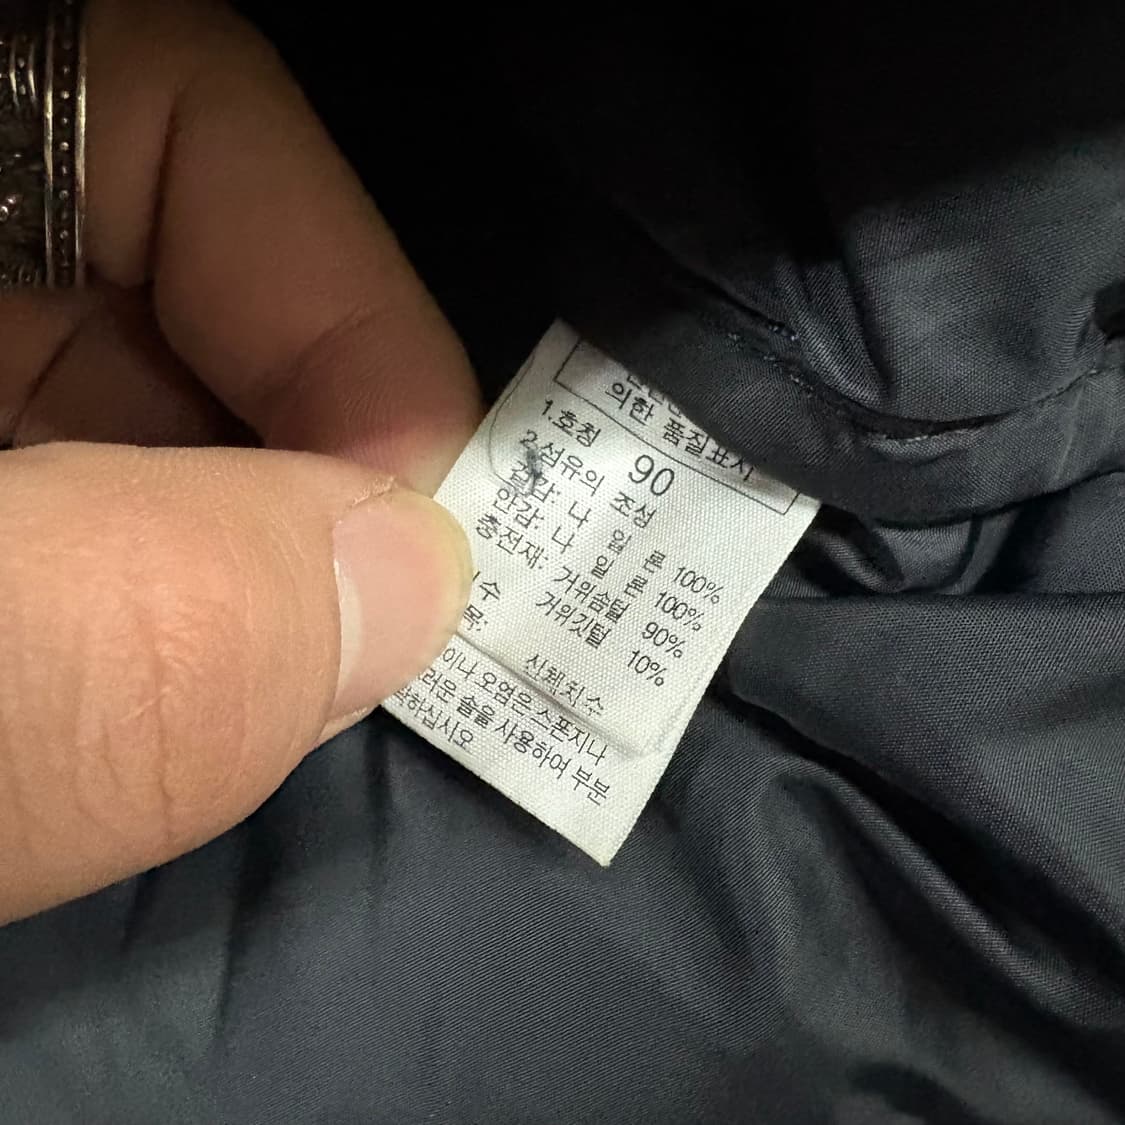 의한 품질표시
1.호칭 90
2.섬유의 조성
겉감: 나 일 론 100%
안감: 나 일 론 100%
충전재: 거위솜털 90%
거위깃털 10%
수
목: 신체치수
이나 오염은 스폰지나
러운 솔을 사용하여 부분
하십시오